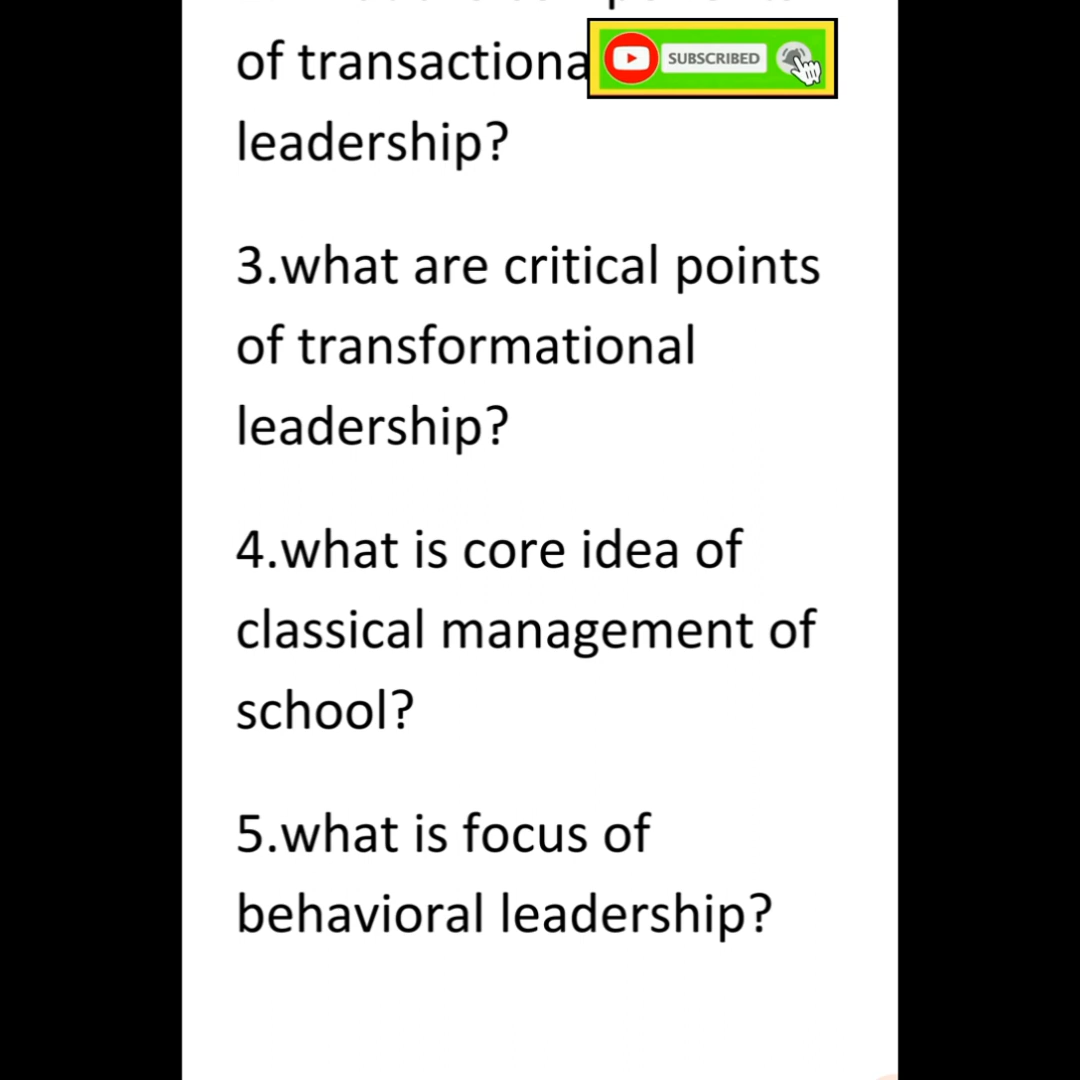 of transactiona
SUBSCRIBED
leadership?
3.what are critical points
of transformational
leadership?
4.what is core idea of
classical management of
school?
5.what is focus of
behavioral leadership?